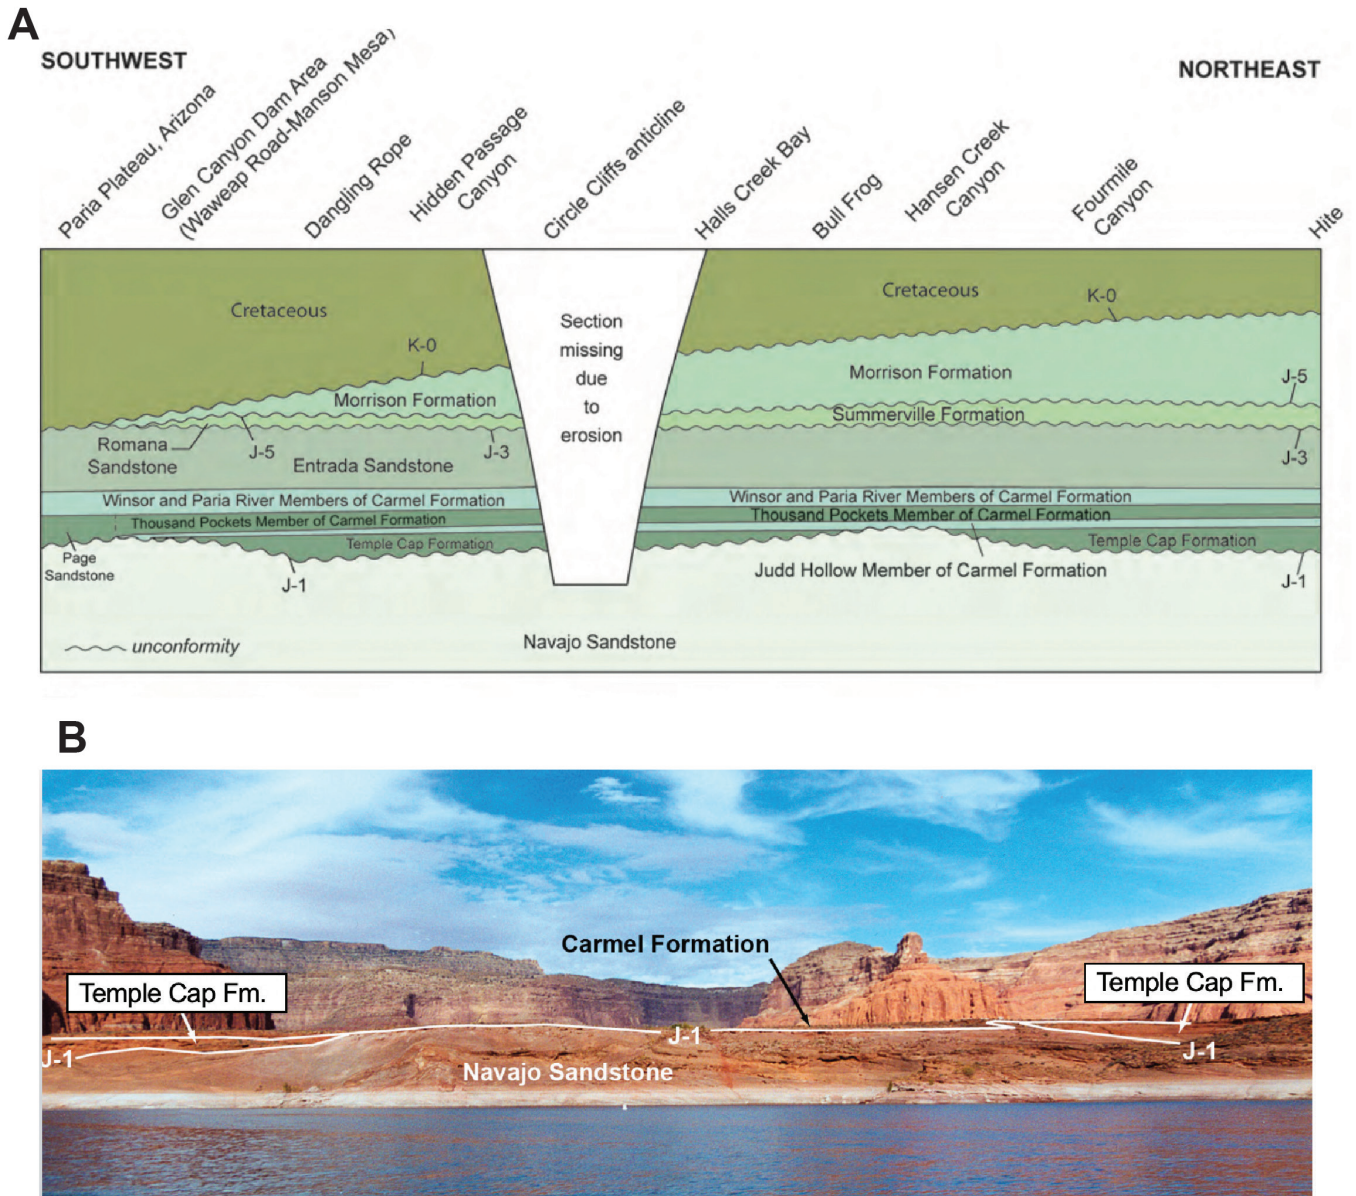 A
SOUTHWEST
NORTHEAST
Paria Plateau, Arizona
Glen Canyon Dam Area
(Waweap Road-Manson Mesa)
Dangling Rope
Hidden Passage
Canyon
Circle Cliffs anticline
Halls Creek Bay
Bull Frog
Hansen Creek
Canyon
Fourmile
Canyon
Hite
Cretaceous
K-0
Morrison Formation
Romana
Sandstone
J-5
J-3
Entrada Sandstone
Winsor and Paria River Members of Carmel Formation
Thousand Pockets Member of Carmel Formation
Page
Sandstone
Temple Cap Formation
J-1
Section
missing
due
to
erosion
Cretaceous
K-0
Morrison Formation
J-5
Summerville Formation
J-3
Winsor and Paria River Members of Carmel Formation
Thousand Pockets Member of Carmel Formation
Temple Cap Formation
Judd Hollow Member of Carmel Formation
J-1
Navajo Sandstone
unconformity
B
Carmel Formation
Temple Cap Fm.
Temple Cap Fm.
J-1
J-1
J-1
Navajo Sandstone